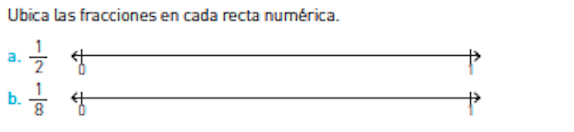 Ubica las fracciones en cada recta numérica.
a. 1/2 0 1
b. 1/8 0 1